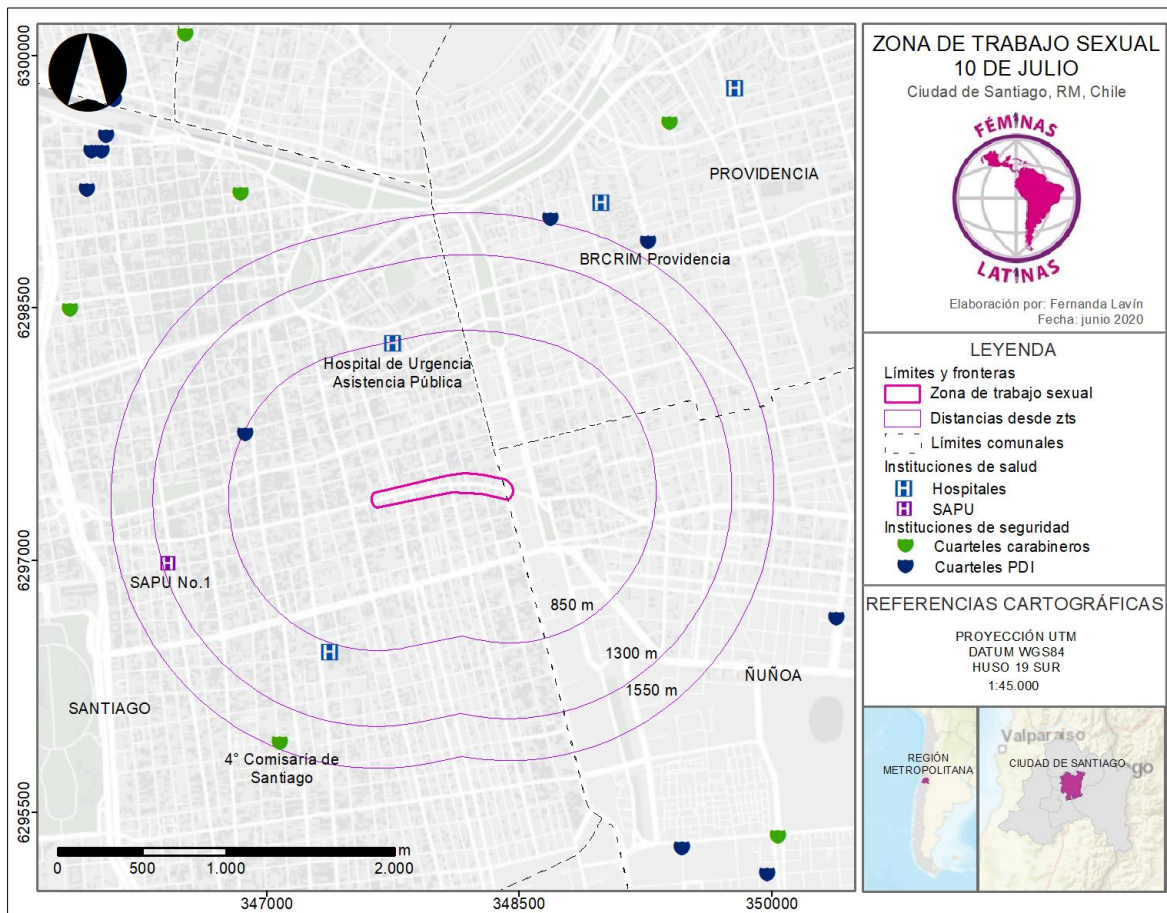 ZONA DE TRABAJO SEXUAL
10 DE JULIO
Ciudad de Santiago, RM, Chile
FÉMINAS
LATINAS
Elaboración por: Fernanda Lavín
Fecha: junio 2020
LEYENDA
Límites y fronteras
Zona de trabajo sexual
Distancias desde zts
Límites comunales
Instituciones de salud
H Hospitales
H SAPU
Instituciones de seguridad
Cuarteles carabineros
Cuarteles PDI
REFERENCIAS CARTOGRÁFICAS
PROYECCIÓN UTM
DATUM WGS84
HUSO 19 SUR
1:45.000
REGIÓN
METROPOLITANA
Valparaíso
CIUDAD DE SANTIAGO
ago
6300000
6298500
6297000
6295500
347000
348500
350000
H
PROVIDENCIA
H
BRCRIM Providencia
H
Hospital de Urgencia
Asistencia Pública
H
SAPU No.1
850 m
H
1300 m
1550 m
ÑUÑOA
SANTIAGO
4° Comisaría de
Santiago
m
0 500 1.000 2.000